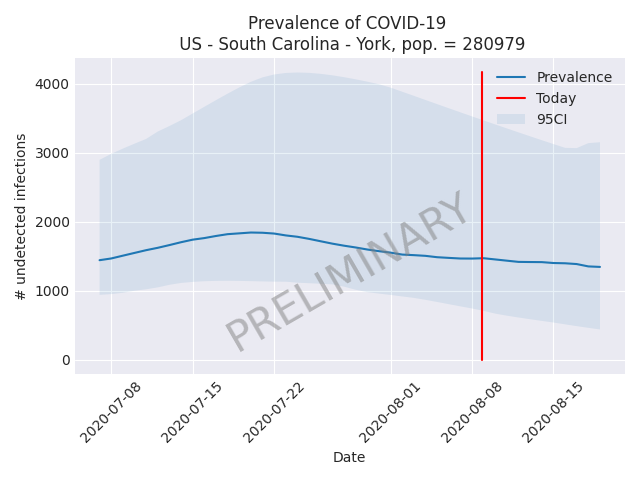 Prevalence of COVID-19
US - South Carolina - York, pop. = 280979
Prevalence
Today
95CI
# undetected infections
4000
3000
2000
1000
0
PRELIMINARY
2020-07-08
2020-07-15
2020-07-22
2020-08-01
2020-08-08
2020-08-15
Date